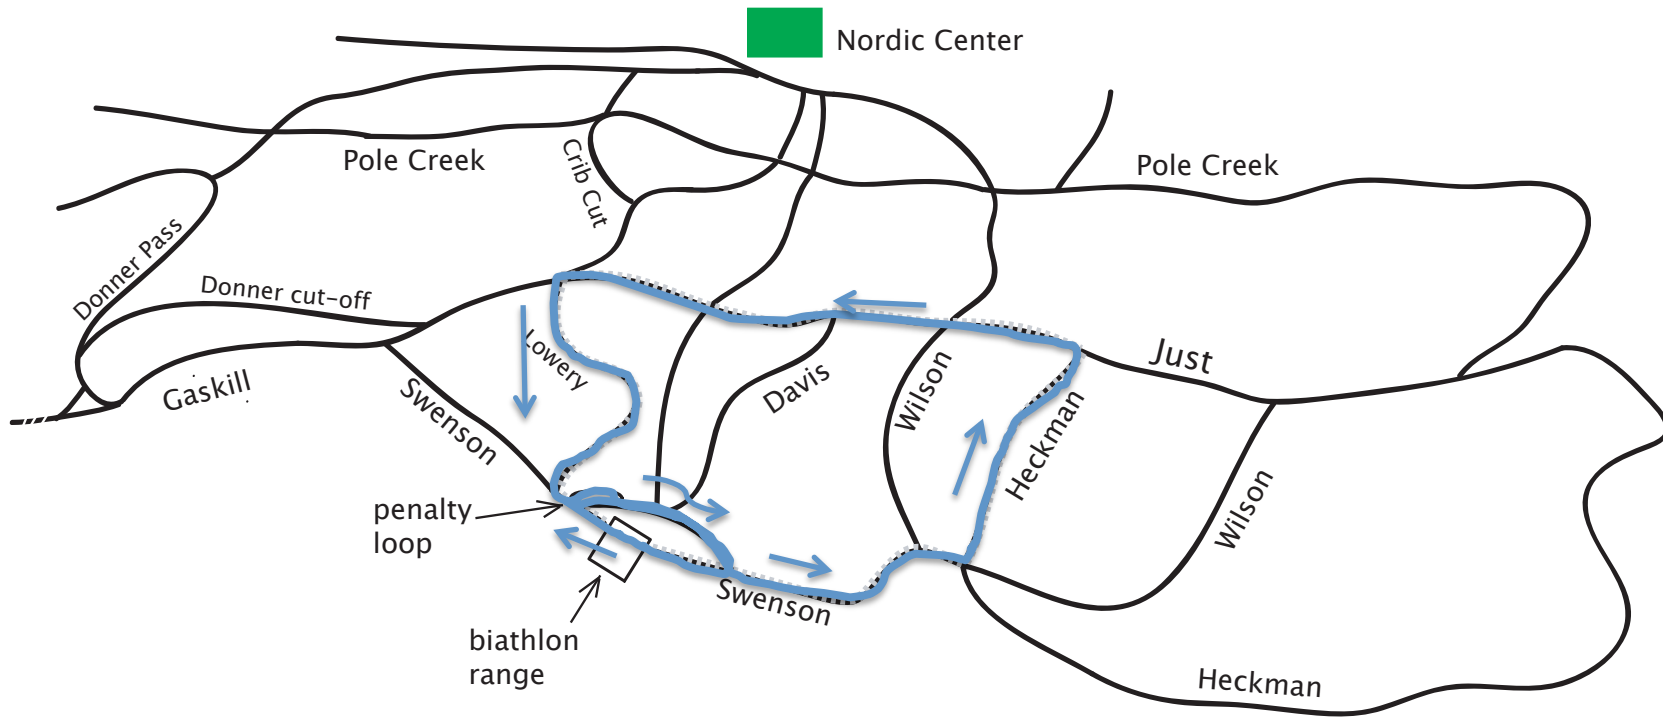 Nordic Center
Pole Creek
Crib Cut
Pole Creek
Donner Pass
Donner cut-off
Gaskill
Swenson
Lowery
Davis
Wilson
Just
Heckman
Wilson
penalty
loop
Swenson
biathlon
range
Heckman